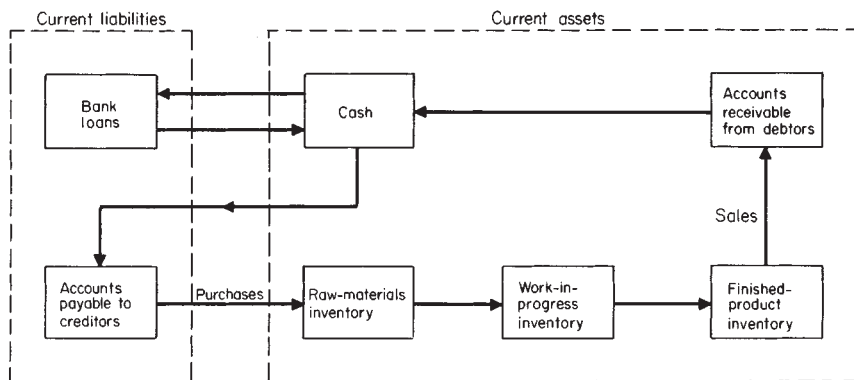 Current liabilities
Current assets
Bank
loans
Cash
Accounts
receivable
from debtors
Sales
Accounts
payable to
creditors
Purchases
Raw-materials
inventory
Work-in-
progress
inventory
Finished-
product
inventory